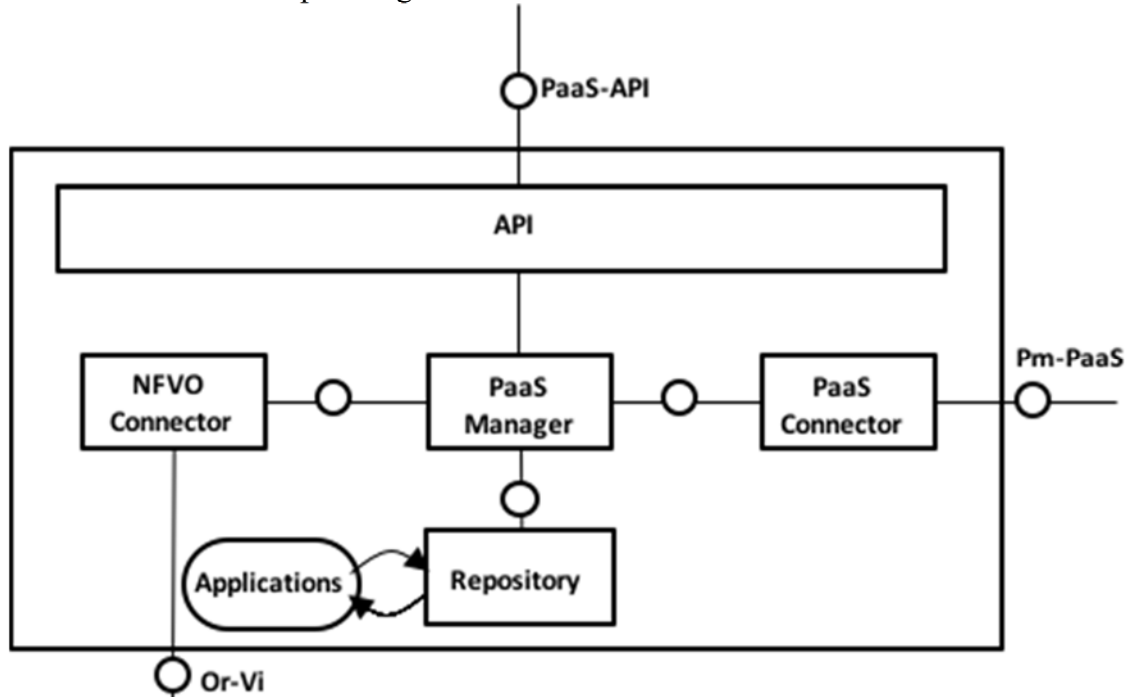 PaaS-API
API
NFVO
Connector
PaaS
Manager
PaaS
Connector
Pm-PaaS
Applications
Repository
Or-Vi